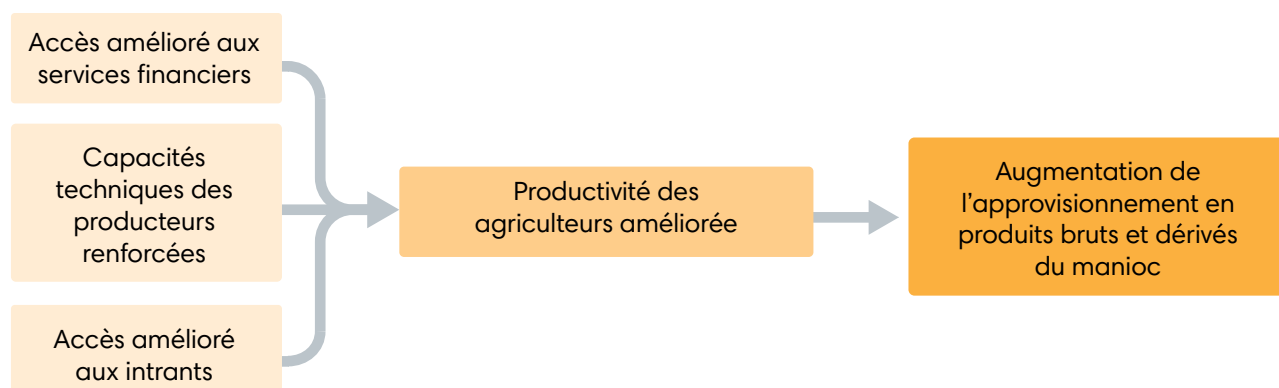 Accès amélioré aux
services financiers
Capacités
techniques des
producteurs
renforcées
Accès amélioré
aux intrants
Productivité des
agriculteurs améliorée
Augmentation de
l’approvisionnement en
produits bruts et dérivés
du manioc